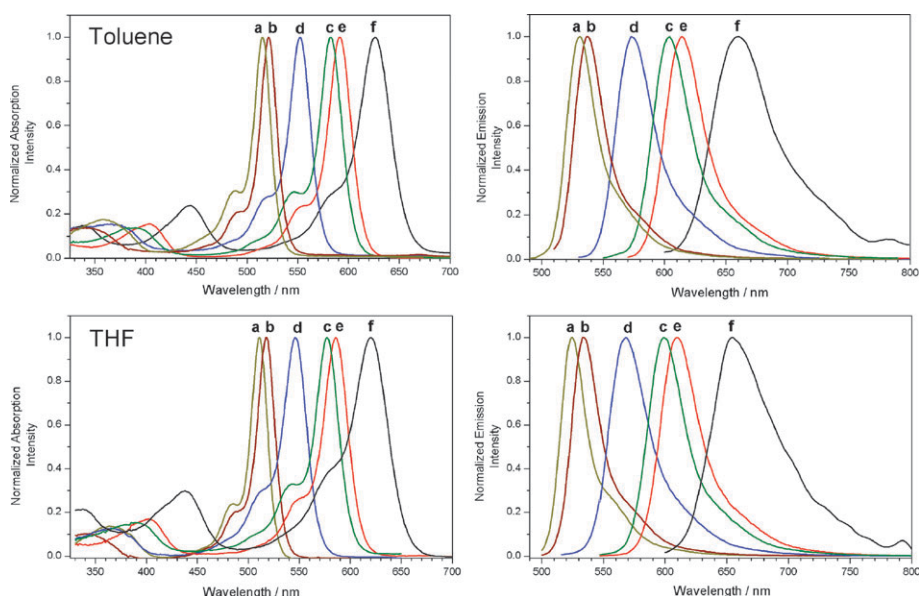 Toluene
a b d c e f
Normalized Absorption
Intensity
1.0
0.8
0.6
0.4
0.2
0.0
350 400 450 500 550 600 650 700
Wavelength / nm
a b d c e f
Normalized Emission
Intensity
1.0
0.8
0.6
0.4
0.2
0.0
500 550 600 650 700 750 800
Wavelength / nm
THF
a b d c e f
Normalized Absorption
Intensity
1.0
0.8
0.6
0.4
0.2
0.0
350 400 450 500 550 600 650 700
Wavelength / nm
a b d c e f
Normalized Emission
Intensity
1.0
0.8
0.6
0.4
0.2
0.0
500 550 600 650 700 750 800
Wavelength / nm